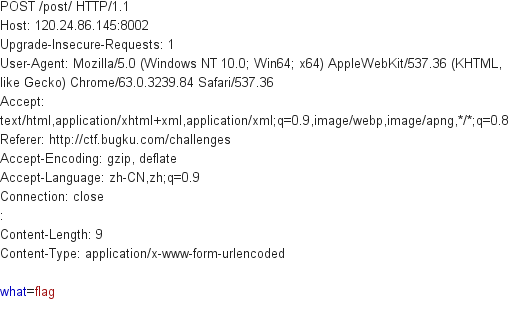 POST /post/ HTTP/1.1
Host: 120.24.86.145:8002
Upgrade-Insecure-Requests: 1
User-Agent: Mozilla/5.0 (Windows NT 10.0; Win64; x64) AppleWebKit/537.36 (KHTML,
like Gecko) Chrome/63.0.3239.84 Safari/537.36
Accept:
text/html,application/xhtml+xml,application/xml;q=0.9,image/webp,image/apng,*/*;q=0.8
Referer: http://ctf.bugku.com/challenges
Accept-Encoding: gzip, deflate
Accept-Language: zh-CN,zh;q=0.9
Connection: close
:
Content-Length: 9
Content-Type: application/x-www-form-urlencoded
what=flag